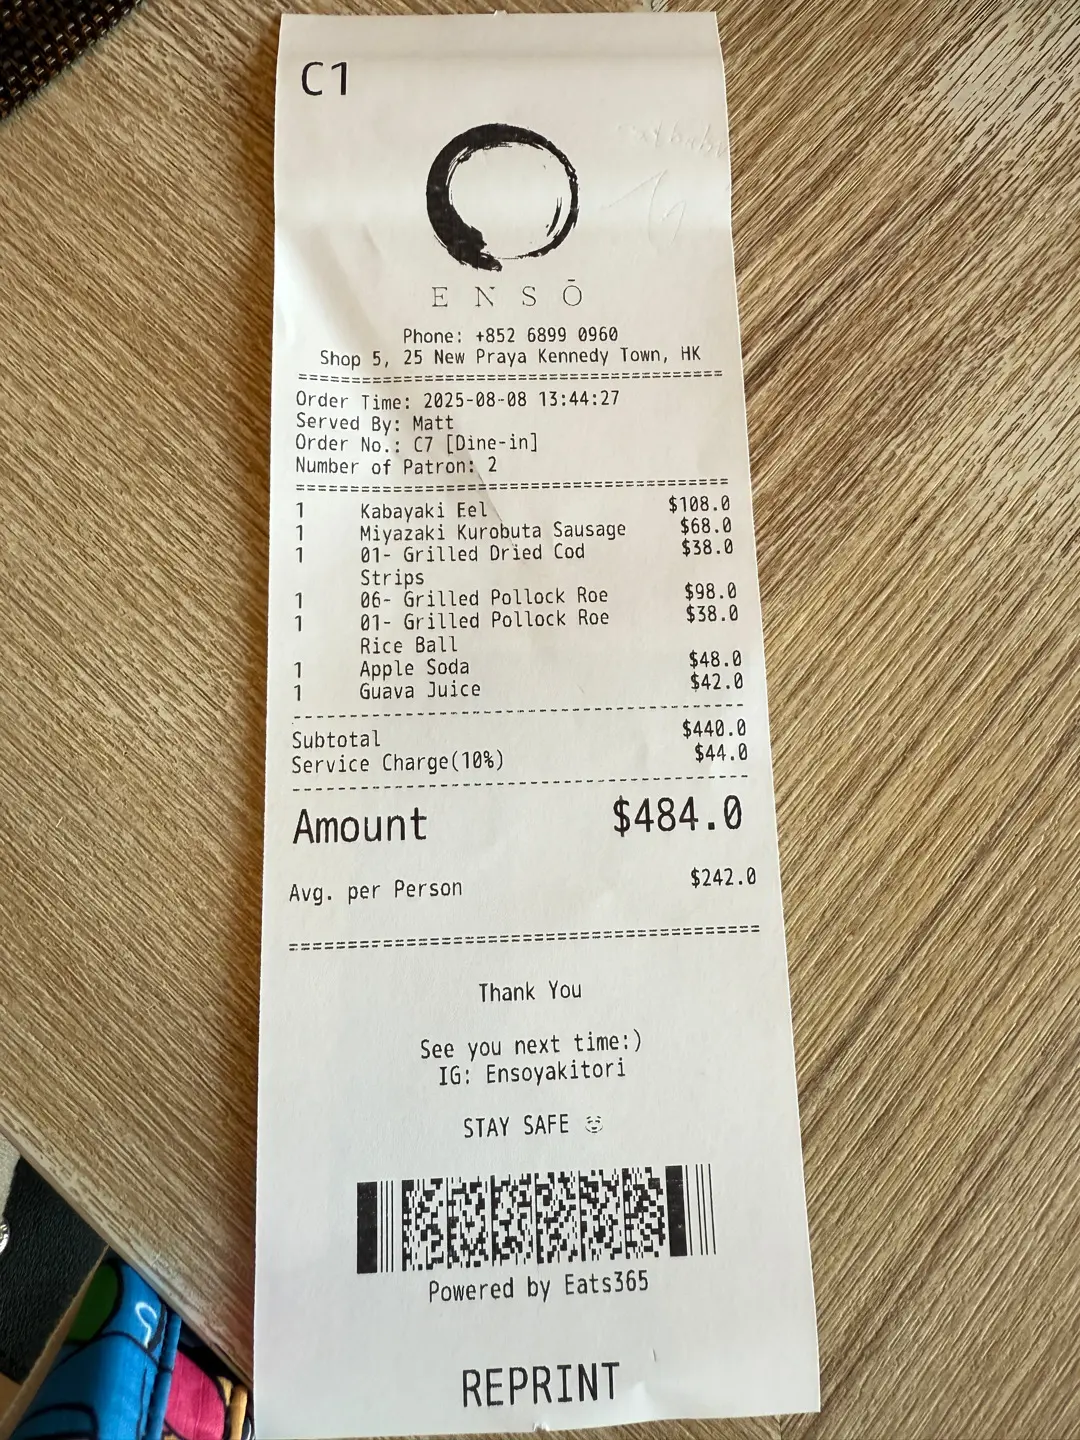 C1
ENSŌ
Phone: +852 6899 0960
Shop 5, 25 New Praya Kennedy Town, HK
Order Time: 2025-08-08 13:44:27
Served By: Matt
Order No.: C7 [Dine-in]
Number of Patron: 2
1 Kabayaki Eel $108.0
1 Miyazaki Kurobuta Sausage $68.0
1 01- Grilled Dried Cod $38.0
Strips
1 06- Grilled Pollock Roe $98.0
1 01- Grilled Pollock Roe $38.0
Rice Ball
1 Apple Soda $48.0
1 Guava Juice $42.0
Subtotal $440.0
Service Charge(10%) $44.0
Amount $484.0
Avg. per Person $242.0
Thank You
See you next time:)
IG: Ensoyakitori
STAY SAFE
Powered by Eats365
REPRINT